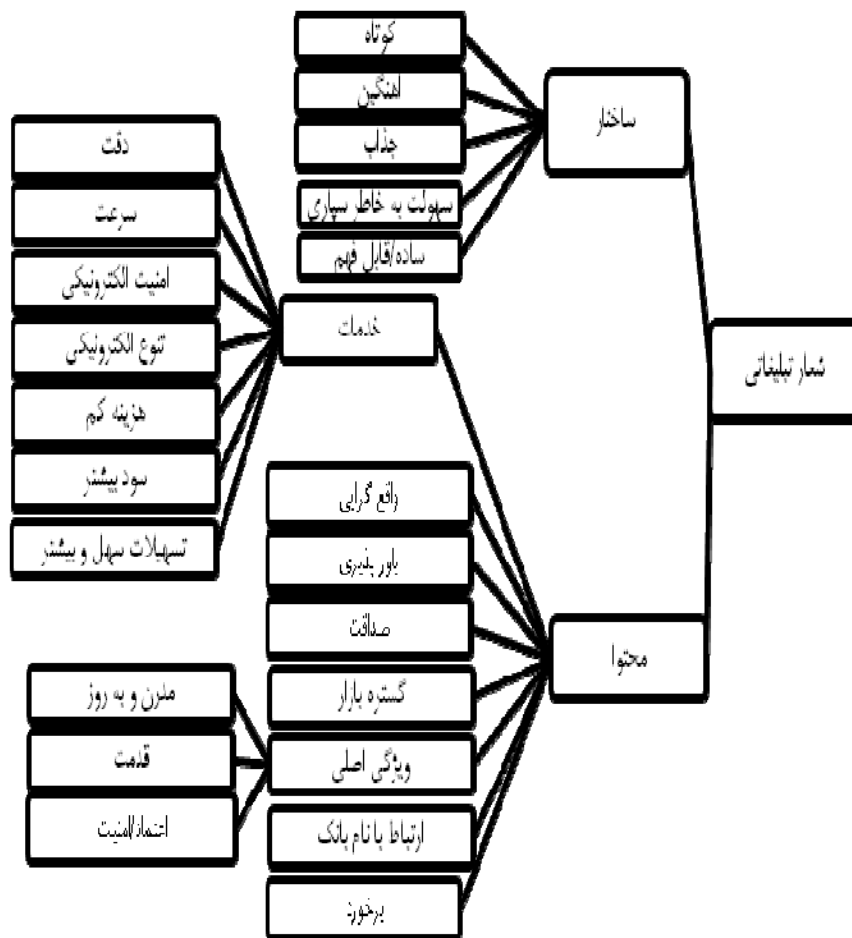 شعار تبلیغاتی
ساختار
کوتاه
اهنگین
جذاب
سهولت به خاطر سپاری
ساده/قابل فهم
محتوا
خدمات
دقت
سرعت
امنیت الکترونیکی
تنوع الکترونیکی
هزینه کم
سود بیشتر
تسهیلات سهل و بیشتر
واقع گرایی
باور پذیری
صداقت
گستره بازار
ویژگی اصلی
مدرن و به روز
قدمت
اعتماد/امنیت
ارتباط با نام بانک
برخورد